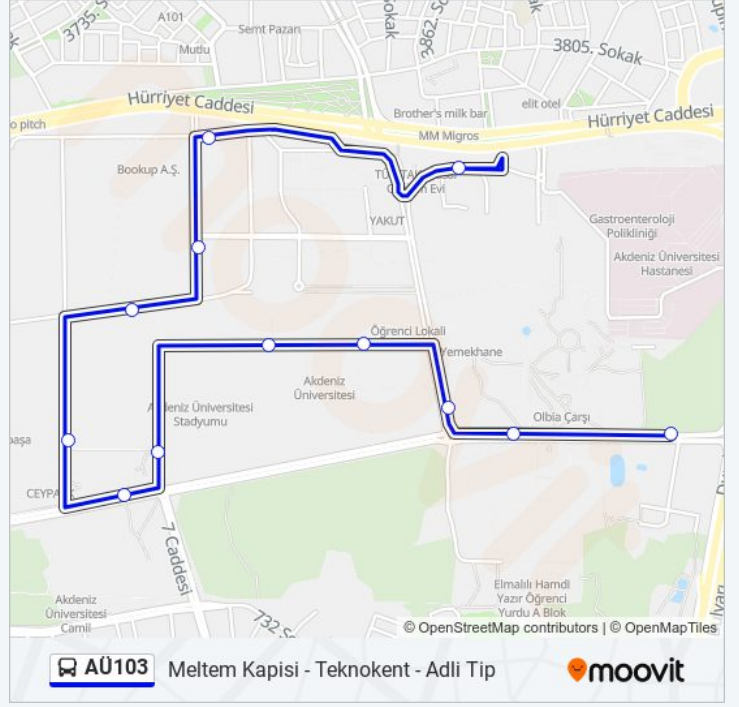 3735. Sokak
A101
Mutlu
Semt Pazarı
Sokak
3862.
3805. Sokak
Hürriyet Caddesi
Brother's milk bar
elit otel
Hürriyet Caddesi
o pitch
MM Migros
Bookup A.Ş.
YAKUT
Gastroenteroloji
Polikliniği
Akdeniz Üniversitesi
Hastanesi
Öğrenci Lokali
Yemekhane
Akdeniz
Üniversitesi
Akdeniz Üniversitesi
Stadyumu
Olbia Çarşı
paşa
CEYPA
7 Caddesi
Elmalılı Hamdi
Yazır Öğrenci
Yurdu A Blok
Akdeniz
Üniversitesi
Camii
732. S
© OpenStreetMap contributors | © OpenMapTiles
AÜ103 Meltem Kapisi - Teknokent - Adli Tip
moovit